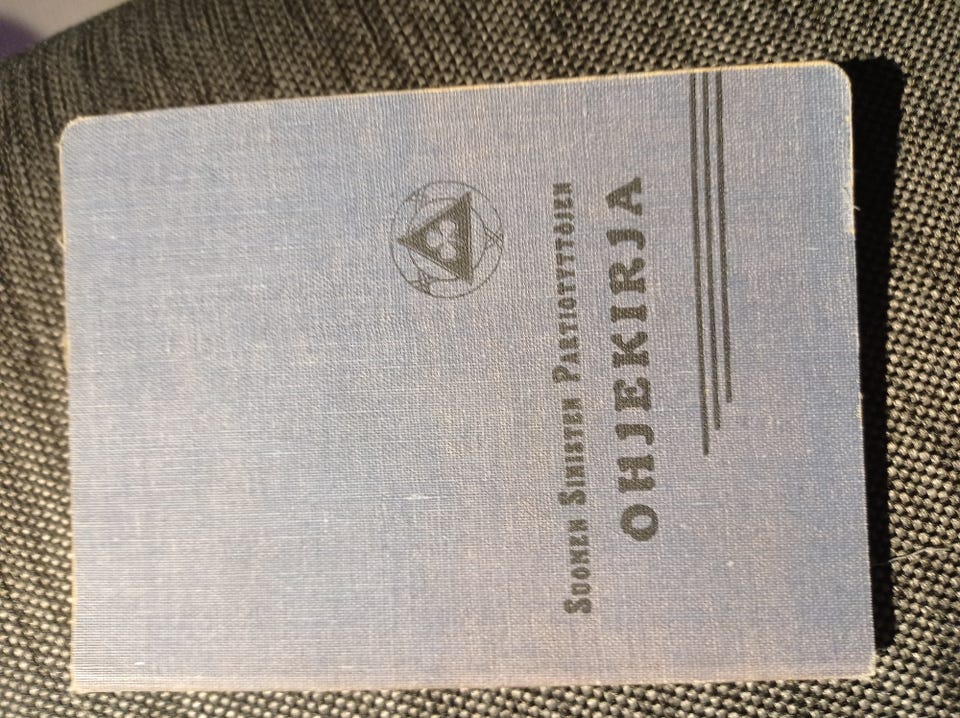 SUOMEN SINISTEN PARTIOTYTTÖJEN
OHJEKIRJA